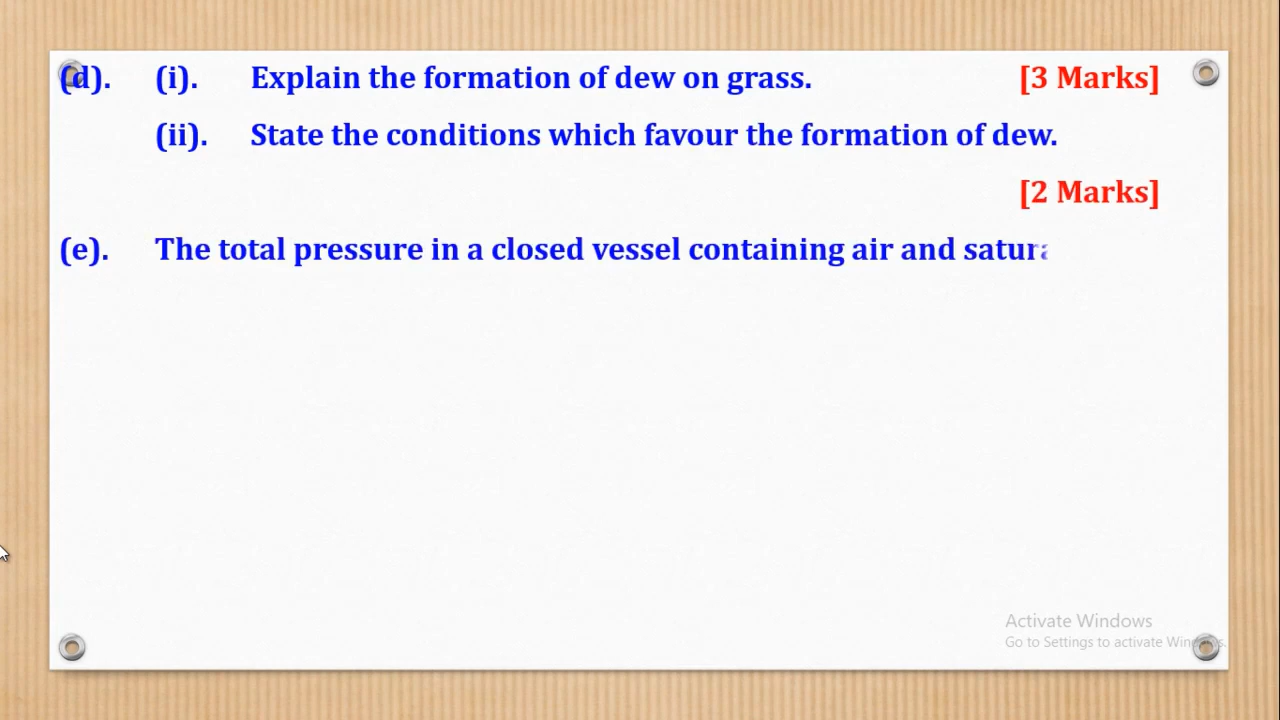 (d). (i). Explain the formation of dew on grass. [3 Marks]
(ii). State the conditions which favour the formation of dew.
[2 Marks]
(e). The total pressure in a closed vessel containing air and
Activate Windows
Go to Settings to activate Windows.